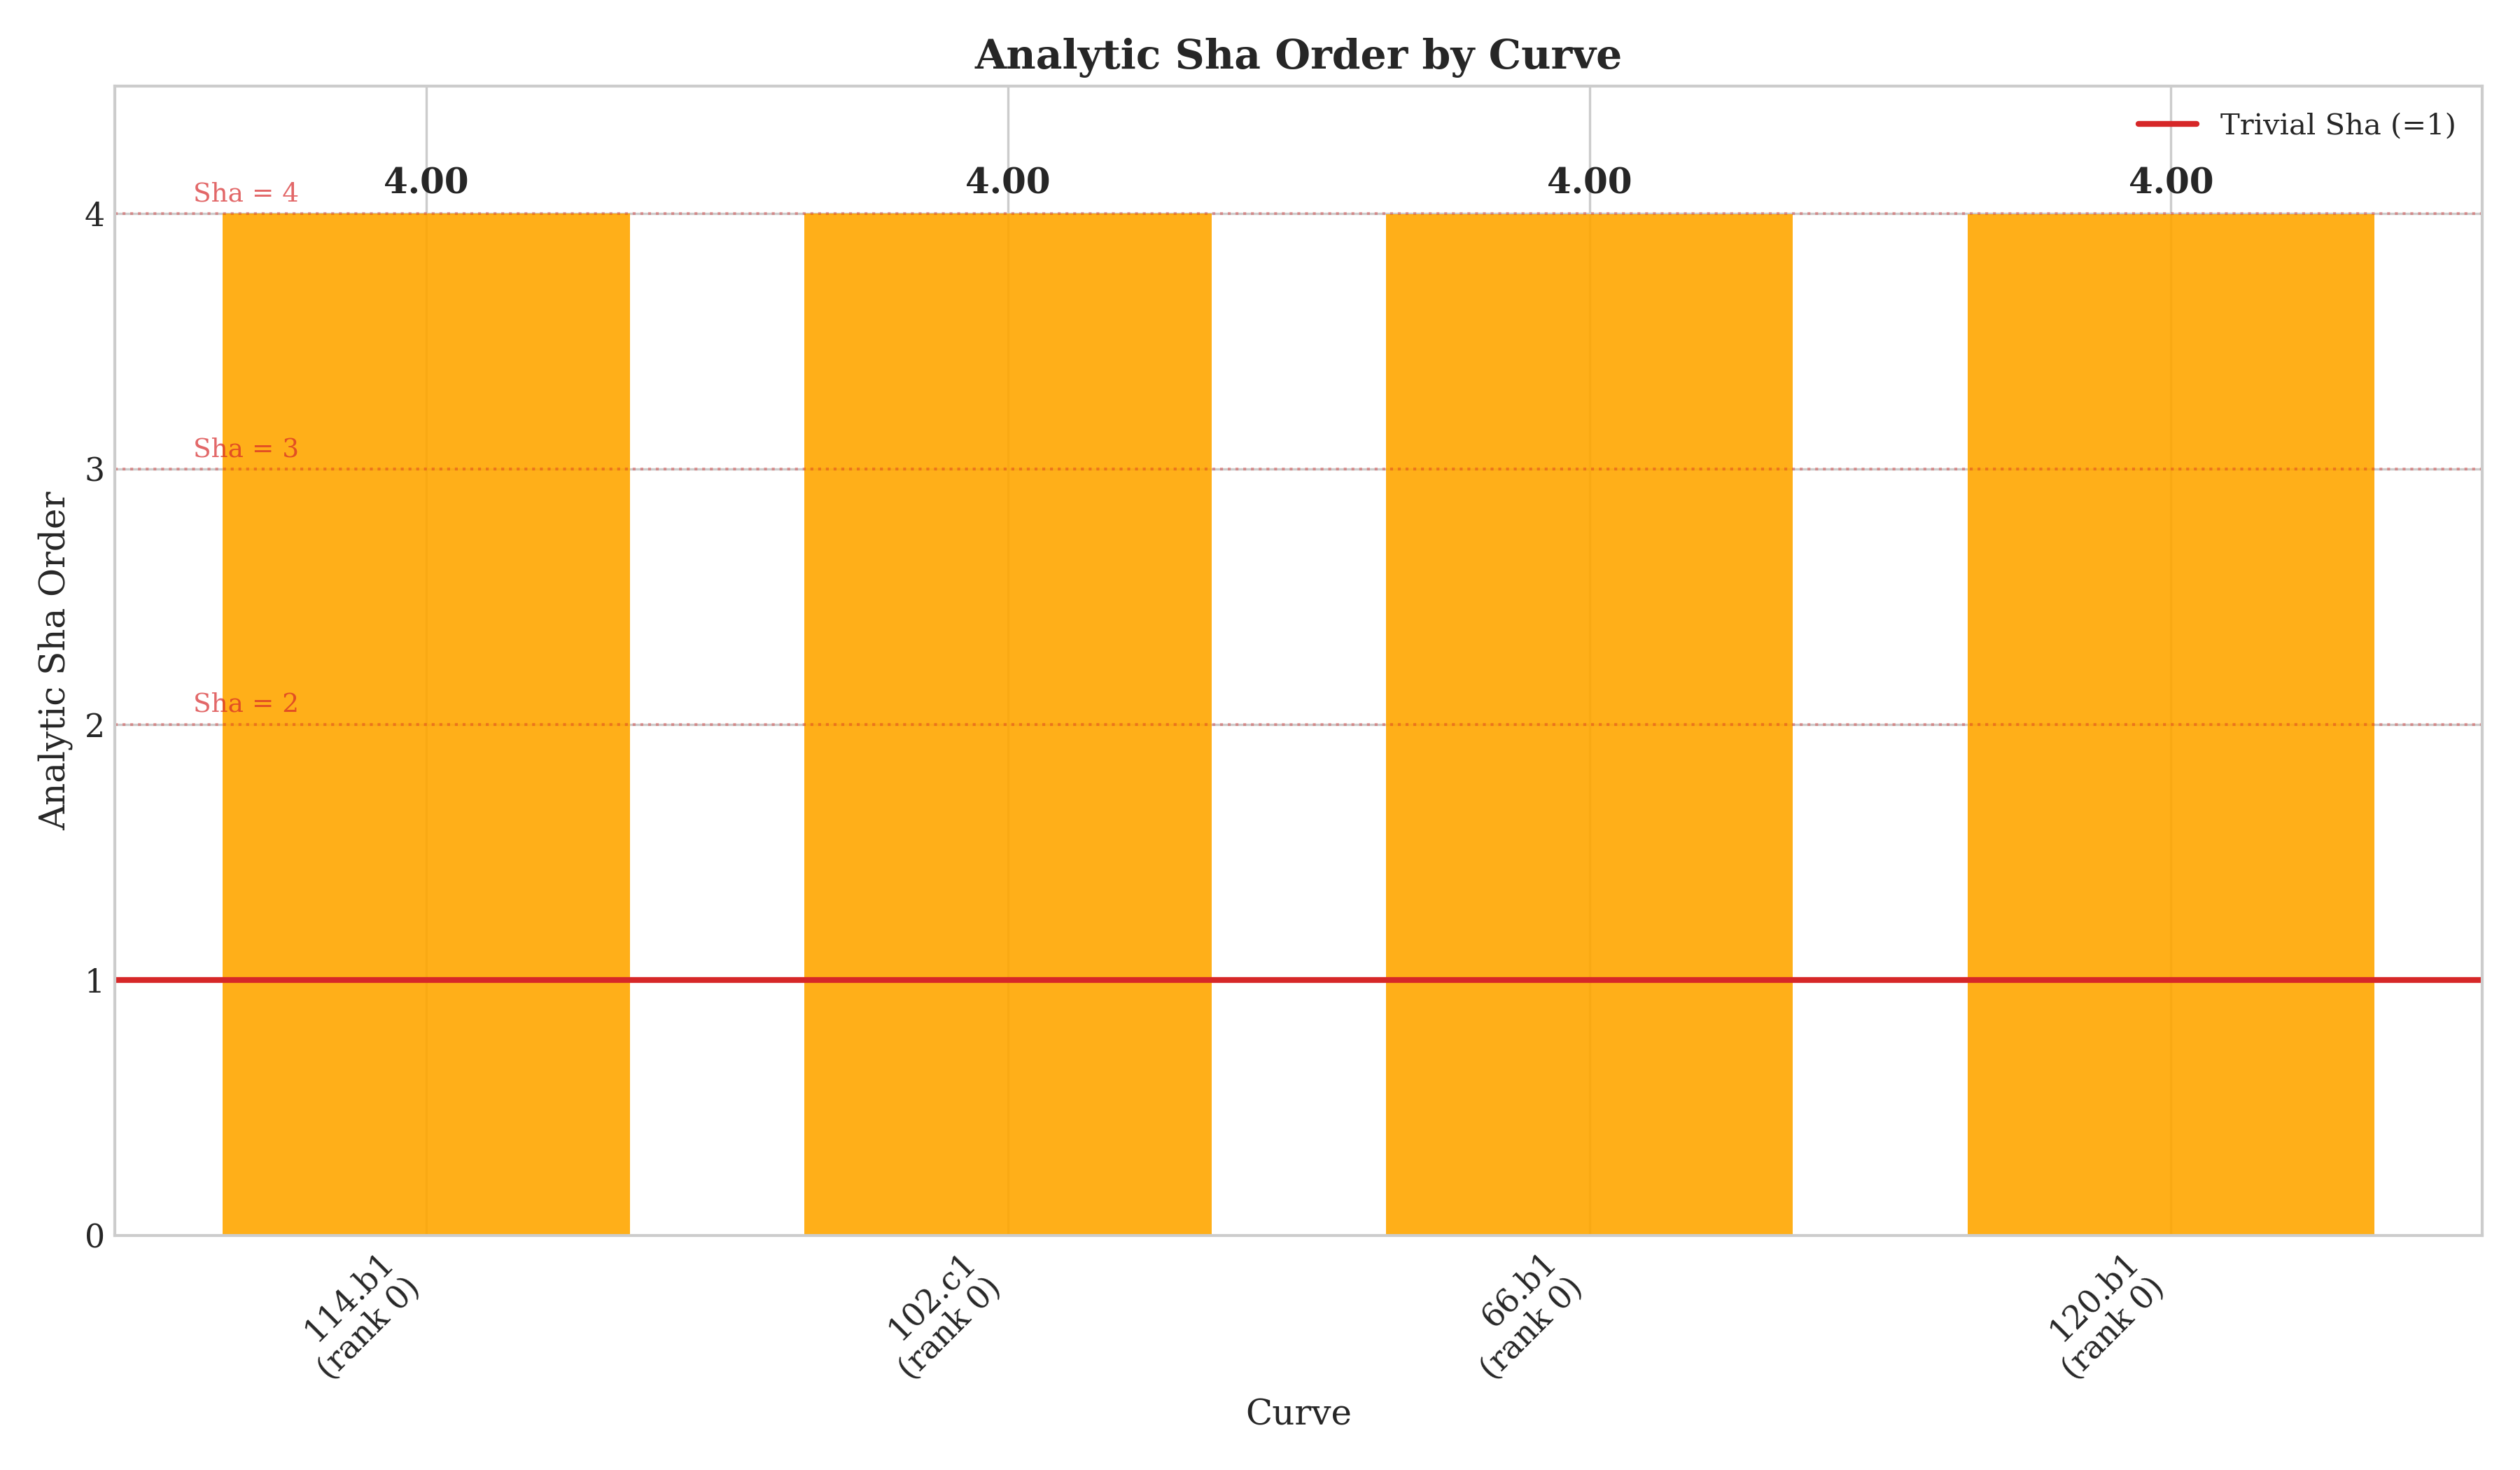 Analytic Sha Order by Curve
Trivial Sha (=1)
4.00
4.00
4.00
4.00
Sha = 4
Sha = 3
Sha = 2
Analytic Sha Order
4
3
2
1
0
114.b1
(rank 0)
102.c1
(rank 0)
66.b1
(rank 0)
120.b1
(rank 0)
Curve